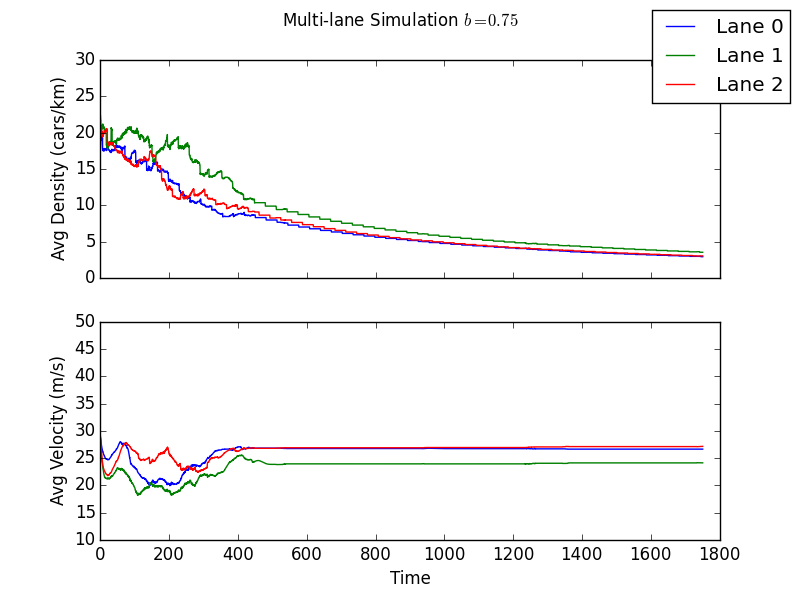 Multi-lane Simulation b = 0.75
Lane 0
Lane 1
Lane 2
30
25
20
15
10
5
0
Avg Density (cars/km)
50
45
40
35
30
25
20
15
10
Avg Velocity (m/s)
0 200 400 600 800 1000 1200 1400 1600 1800
Time